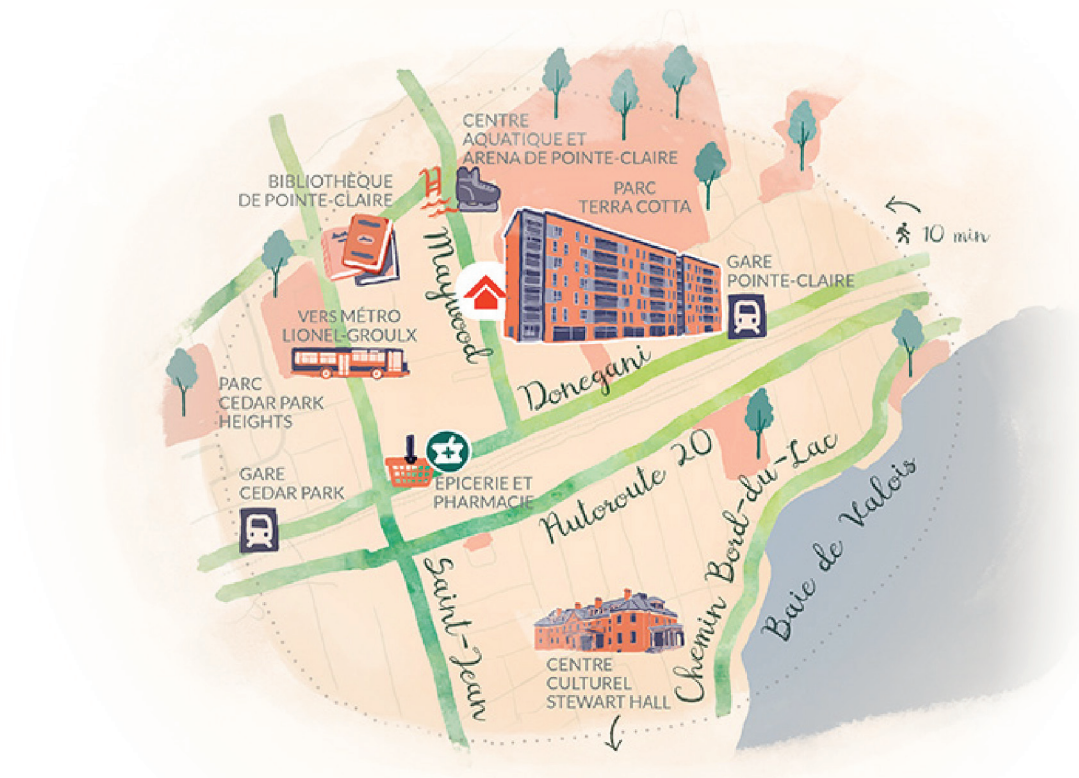 CENTRE
AQUATIQUE ET
ARENA DE POINTE-CLAIRE
BIBLIOTHÈQUE
DE POINTE-CLAIRE
PARC
TERRA COTTA
10 min
Maywood
GARE
POINTE-CLAIRE
VERS MÉTRO
LIONEL-GROULX
Donegani
PARC
CEDAR PARK
HEIGHTS
GARE
CEDAR PARK
ÉPICERIE ET
PHARMACIE
Autoroute 20
Chemin Bord-du-Lac
Baie de Valois
Saint-Jean
CENTRE
CULTUREL
STEWART HALL